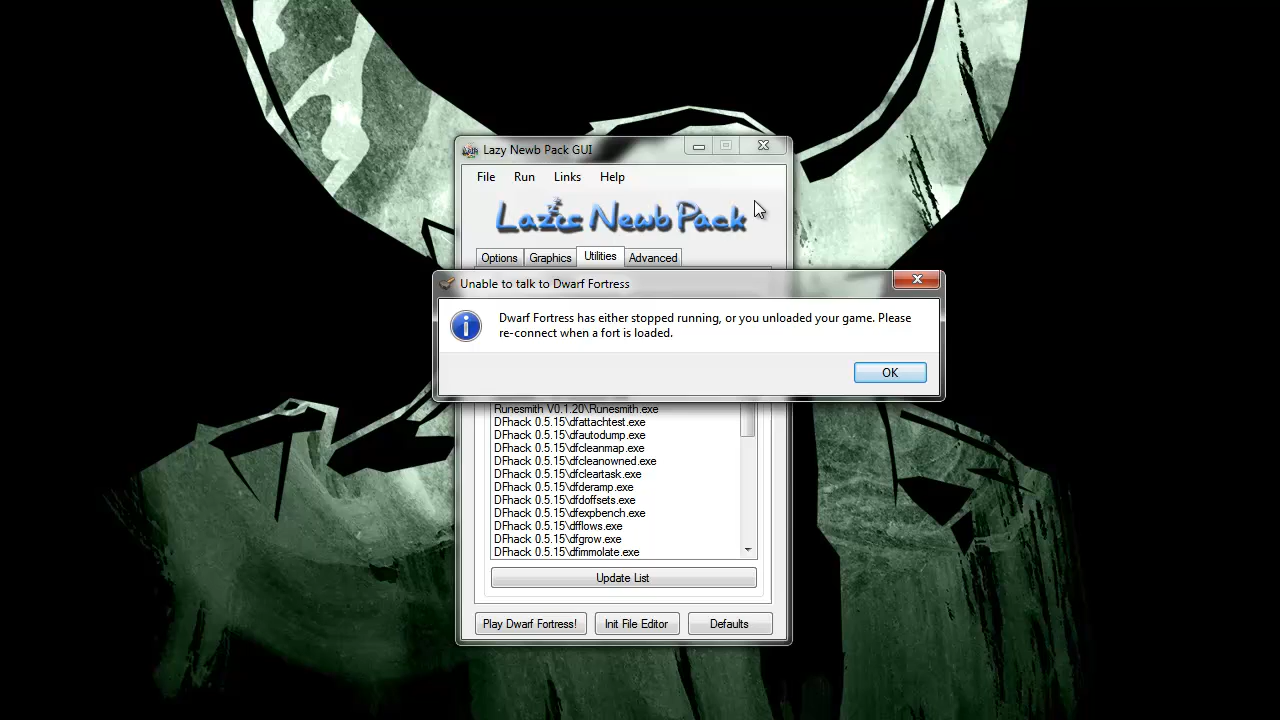 Lazy Newb Pack GUI
File Run Links Help
Lazy Newb Pack
Options Graphics Utilities Advanced
Unable to talk to Dwarf Fortress
Dwarf Fortress has either stopped running, or you unloaded your game. Please
re-connect when a fort is loaded.
OK
Runesmith V0.1.20\Runesmith.exe
DFhack 0.5.15\dfattachtest.exe
DFhack 0.5.15\dfautodump.exe
DFhack 0.5.15\dfcleanmap.exe
DFhack 0.5.15\dfcleanowned.exe
DFhack 0.5.15\dfcleartask.exe
DFhack 0.5.15\dfderamp.exe
DFhack 0.5.15\dfdoffsets.exe
DFhack 0.5.15\dfexpbench.exe
DFhack 0.5.15\dfflows.exe
DFhack 0.5.15\dfgrow.exe
DFhack 0.5.15\dfimmolate.exe
Update List
Play Dwarf Fortress! Init File Editor Defaults